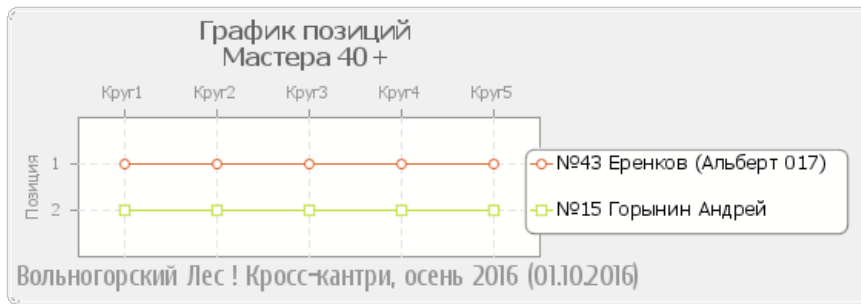 График позиций
Мастера 40+
Круг1 Круг2 Круг3 Круг4 Круг5
Позиция
1
№43 Еренков (Альберт 017)
2
№15 Горынин Андрей
Вольногорский Лес ! Кросс-кантри, осень 2016 (01.10.2016)